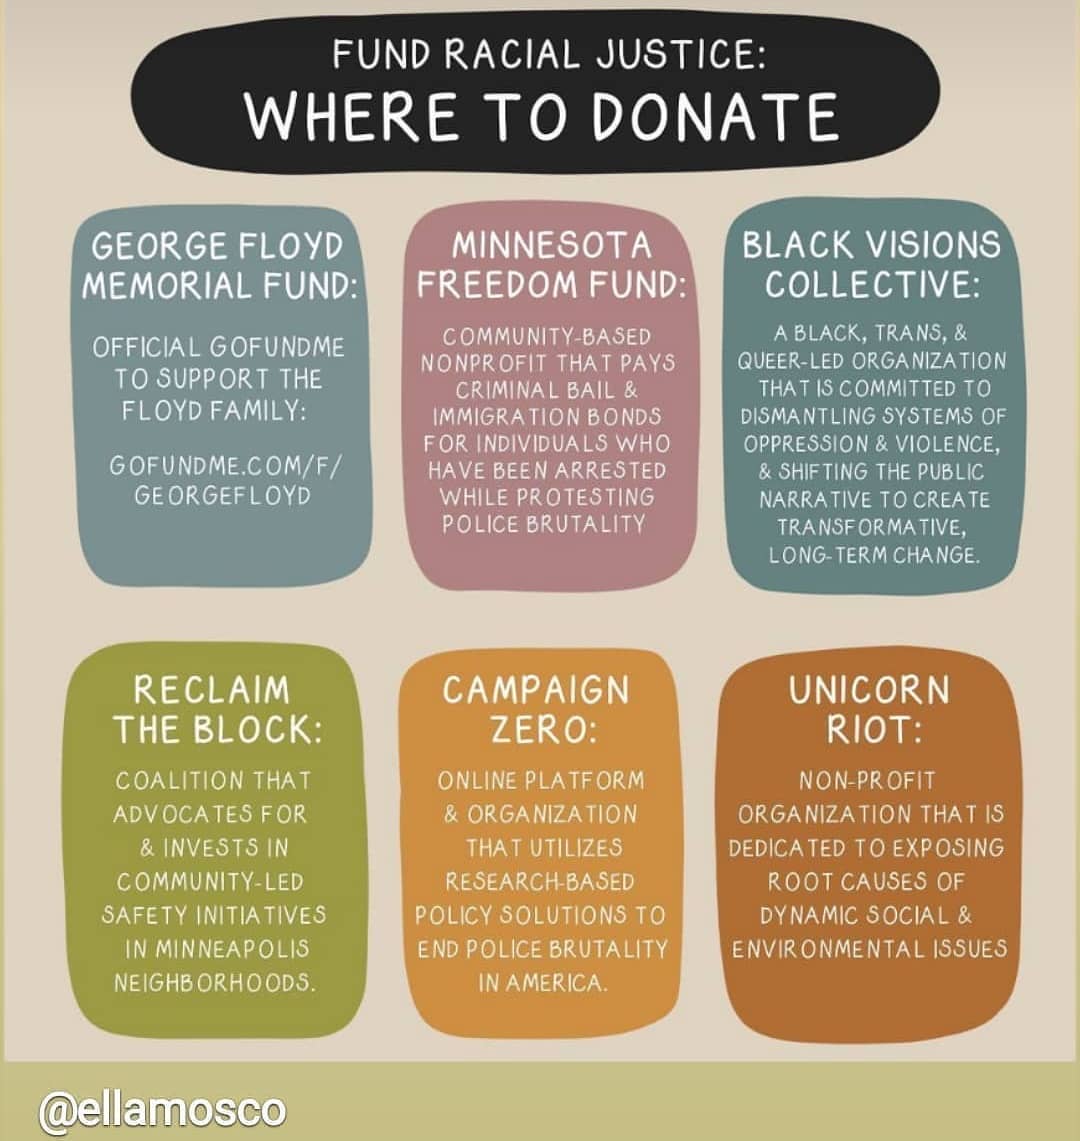 FUND RACIAL JUSTICE:
WHERE TO DONATE
GEORGE FLOYD
MEMORIAL FUND:
OFFICIAL GOFUNDME
TO SUPPORT THE
FLOYD FAMILY:
GOFUNDME.COM/F/
GEORGEFLOYD
MINNESOTA
FREEDOM FUND:
COMMUNITY-BASED
NONPROFIT THAT PAYS
CRIMINAL BAIL &
IMMIGRATION BONDS
FOR INDIVIDUALS WHO
HAVE BEEN ARRESTED
WHILE PROTESTING
POLICE BRUTALITY
BLACK VISIONS
COLLECTIVE:
A BLACK, TRANS, &
QUEER-LED ORGANIZATION
THAT IS COMMITTED TO
DISMANTLING SYSTEMS OF
OPPRESSION & VIOLENCE,
& SHIFTING THE PUBLIC
NARRATIVE TO CREATE
TRANSFORMATIVE,
LONG-TERM CHANGE.
RECLAIM
THE BLOCK:
COALITION THAT
ADVOCATES FOR
& INVESTS IN
COMMUNITY-LED
SAFETY INITIATIVES
IN MINNEAPOLIS
NEIGHBORHOODS.
CAMPAIGN
ZERO:
ONLINE PLATFORM
& ORGANIZATION
THAT UTILIZES
RESEARCH-BASED
POLICY SOLUTIONS TO
END POLICE BRUTALITY
IN AMERICA.
UNICORN
RIOT:
NON-PROFIT
ORGANIZATION THAT IS
DEDICATED TO EXPOSING
ROOT CAUSES OF
DYNAMIC SOCIAL &
ENVIRONMENTAL ISSUES
@ellamosco